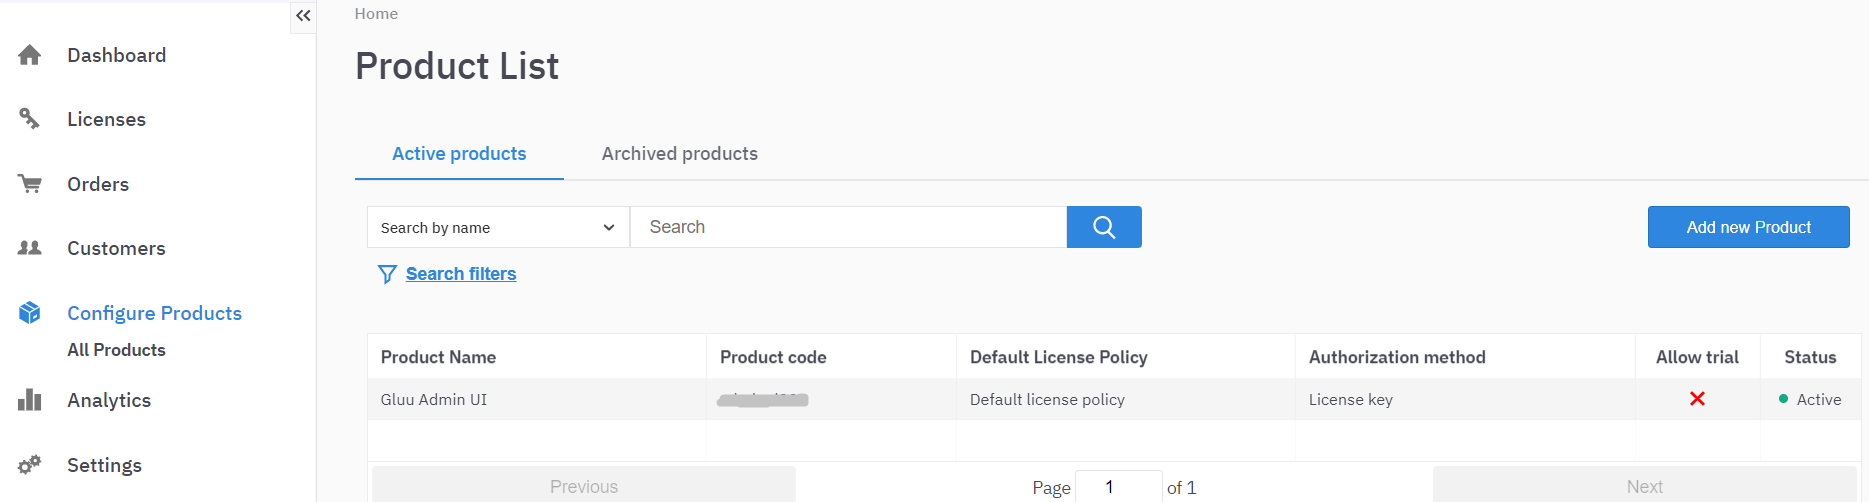 Home
Dashboard
Product List
Licenses
Active products Archived products
Orders
Search by name Search Add new Product
Customers
Search filters
Configure Products
All Products
Product Name Product code Default License Policy Authorization method Allow trial Status
Gluu Admin UI Default license policy License key Active
Analytics
Settings
Previous Page 1 of 1 Next